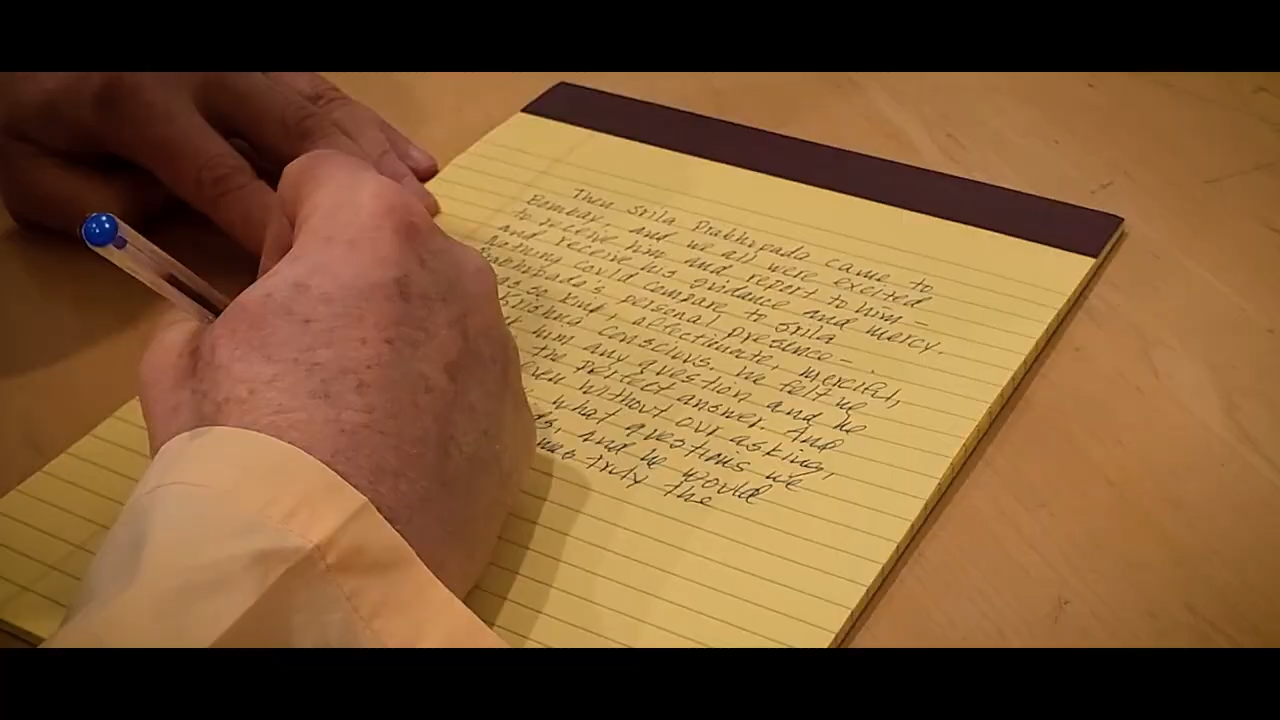 Then Srila Prabhupada came to
Bombay, and we all were excited
to receive him and report to him –
and receive his guidance and mercy.
Nothing could compare to Srila
Prabhupada's personal presence –
so kind, affectionate, merciful,
conscious. We felt we
him any question and he
the perfect answer. And
even without our asking,
what questions we
and he would
was truly the